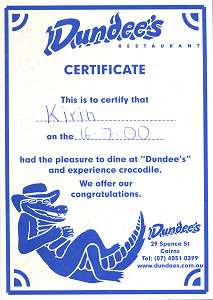 Dundee's
RESTAURANT
CERTIFICATE
This is to certify that
Kirin
on the 16-7-00
had the pleasure to dine at "Dundee's"
and experience crocodile.
We offer our
congratulations.
Dundee's
29 Spence St
Cairns
Tel: (07) 4051 0399
www.dundees.com.au